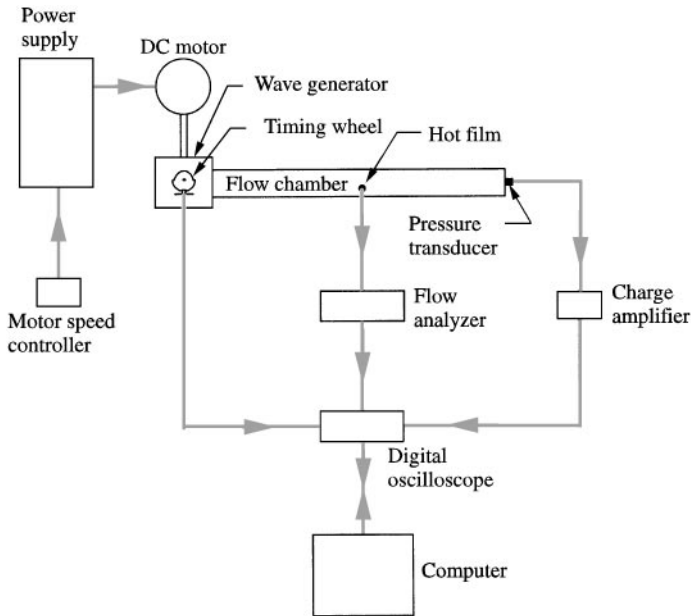 Power
supply
DC motor
Wave generator
Timing wheel
Hot film
Flow chamber
Pressure
transducer
Motor speed
controller
Flow
analyzer
Charge
amplifier
Digital
oscilloscope
Computer